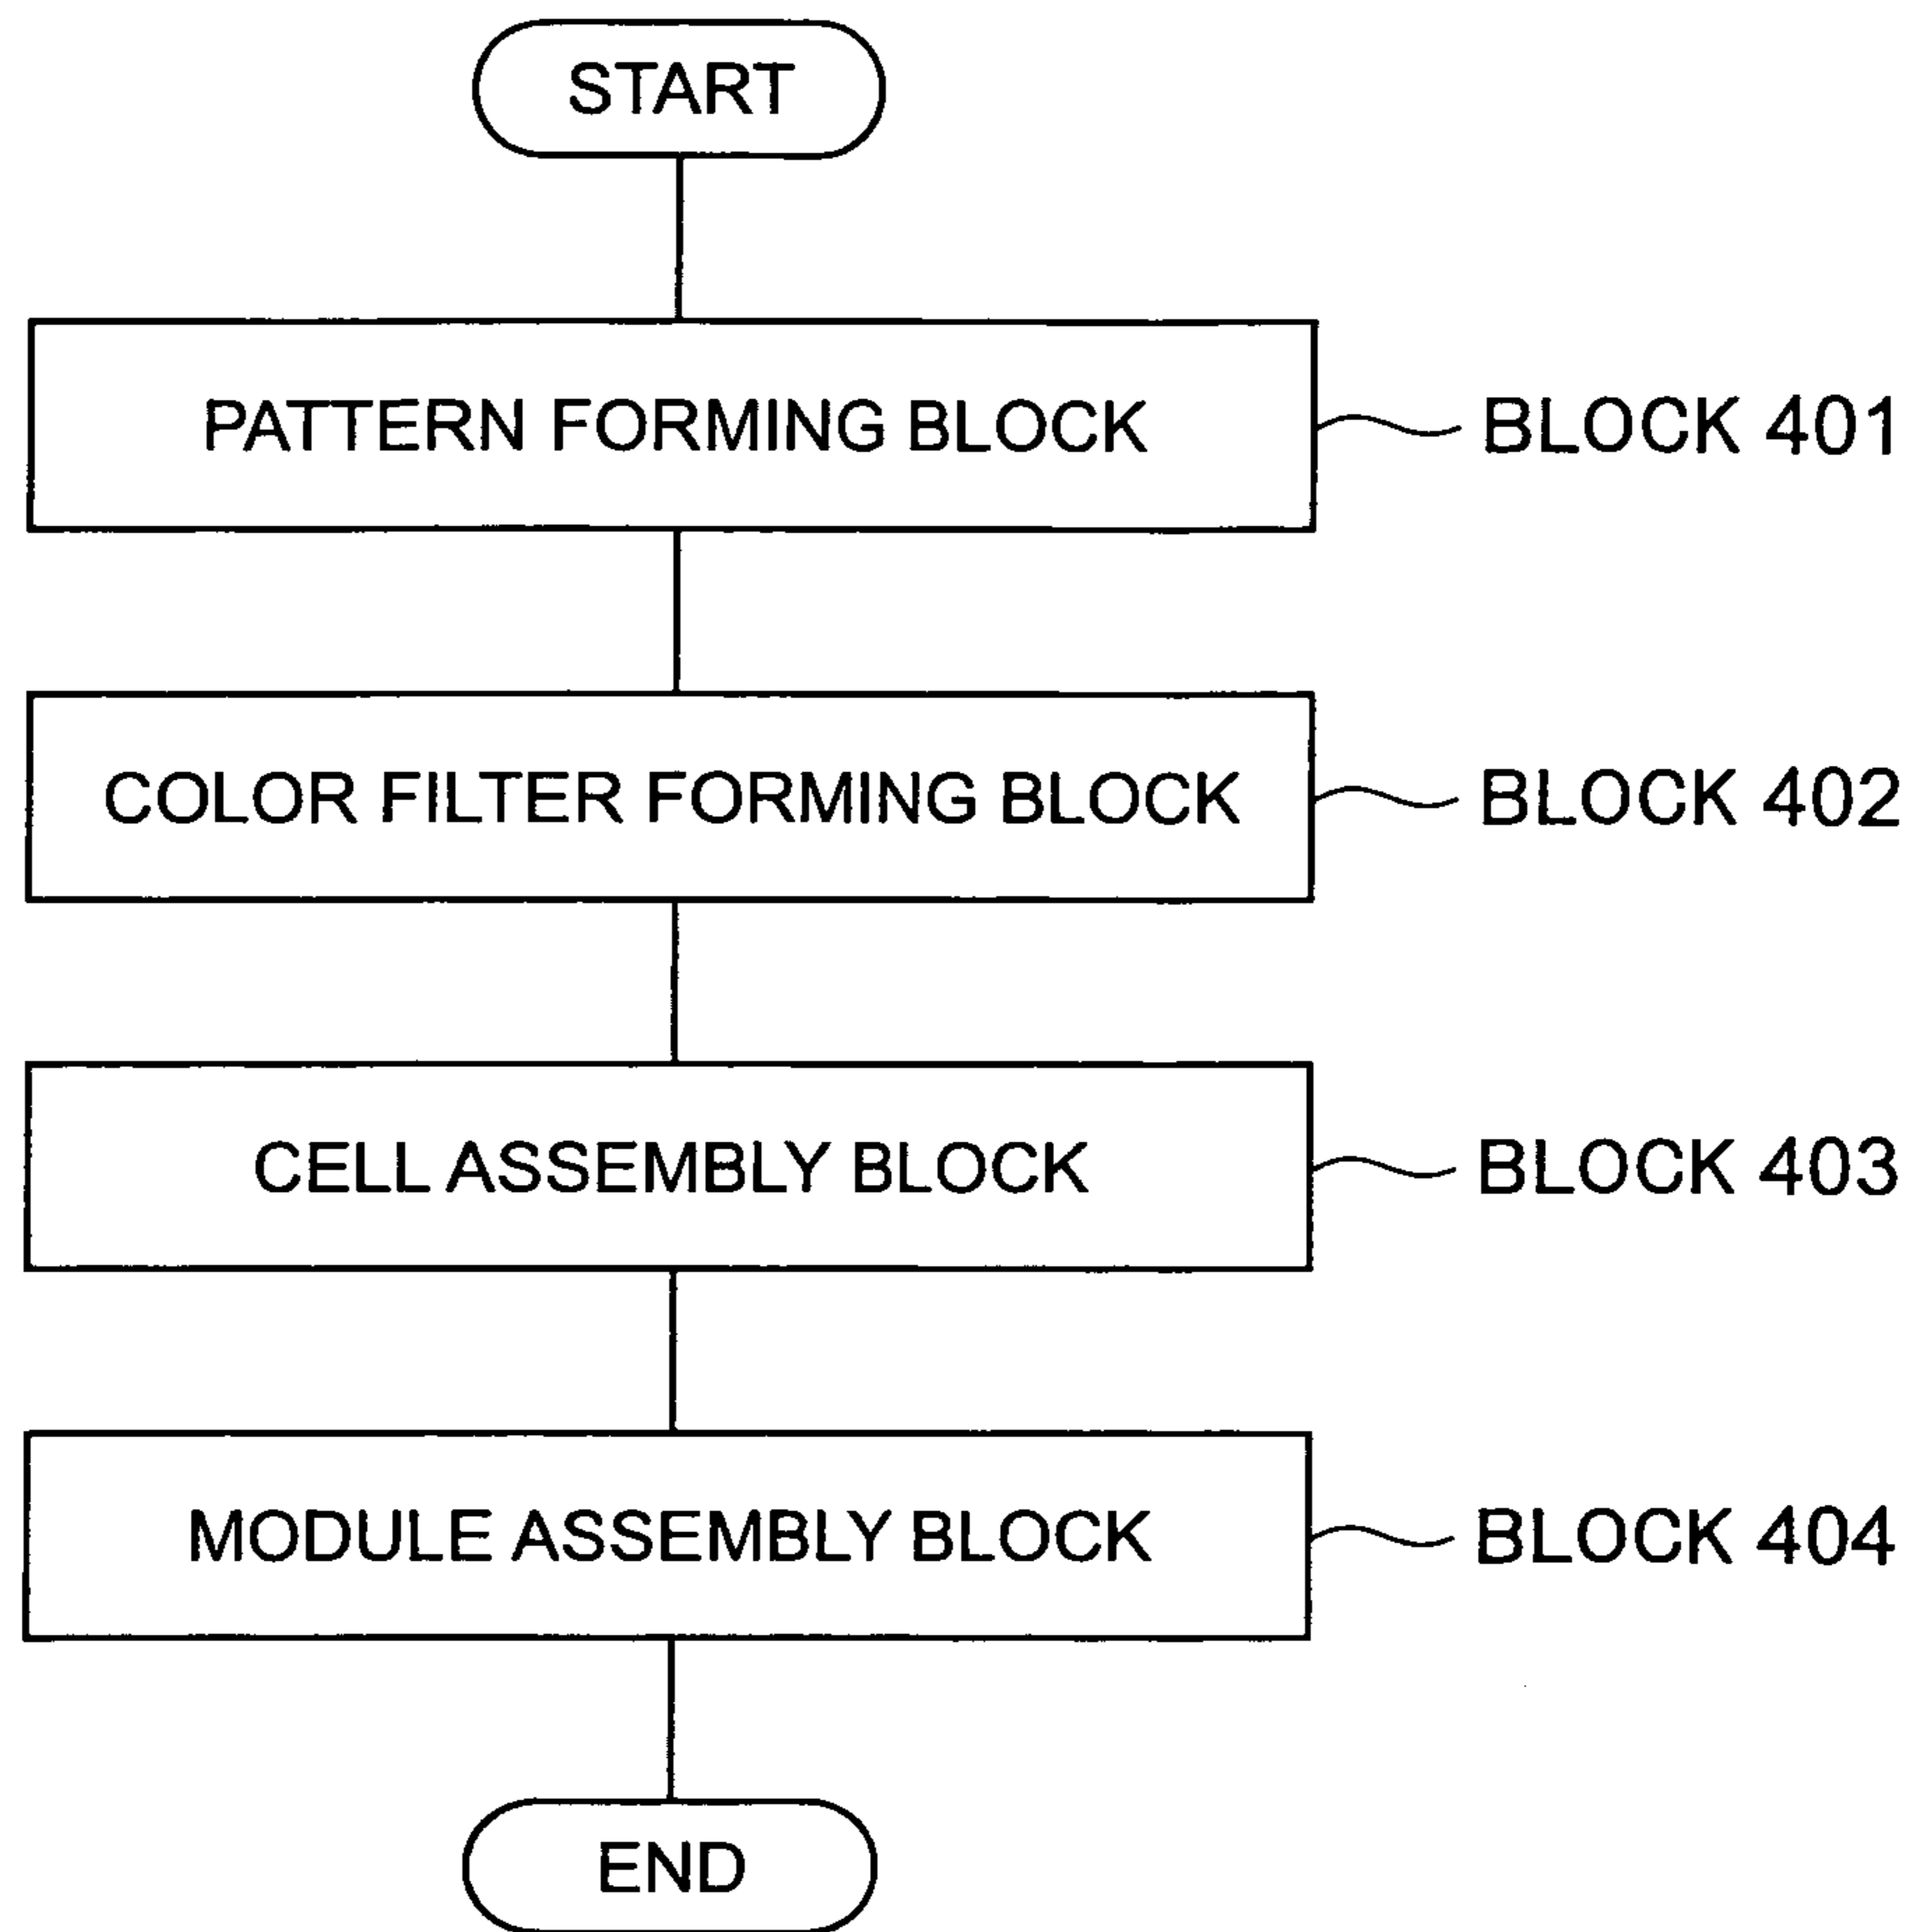 START
PATTERN FORMING BLOCK
BLOCK 401
COLOR FILTER FORMING BLOCK
BLOCK 402
CELL ASSEMBLY BLOCK
BLOCK 403
MODULE ASSEMBLY BLOCK
BLOCK 404
END